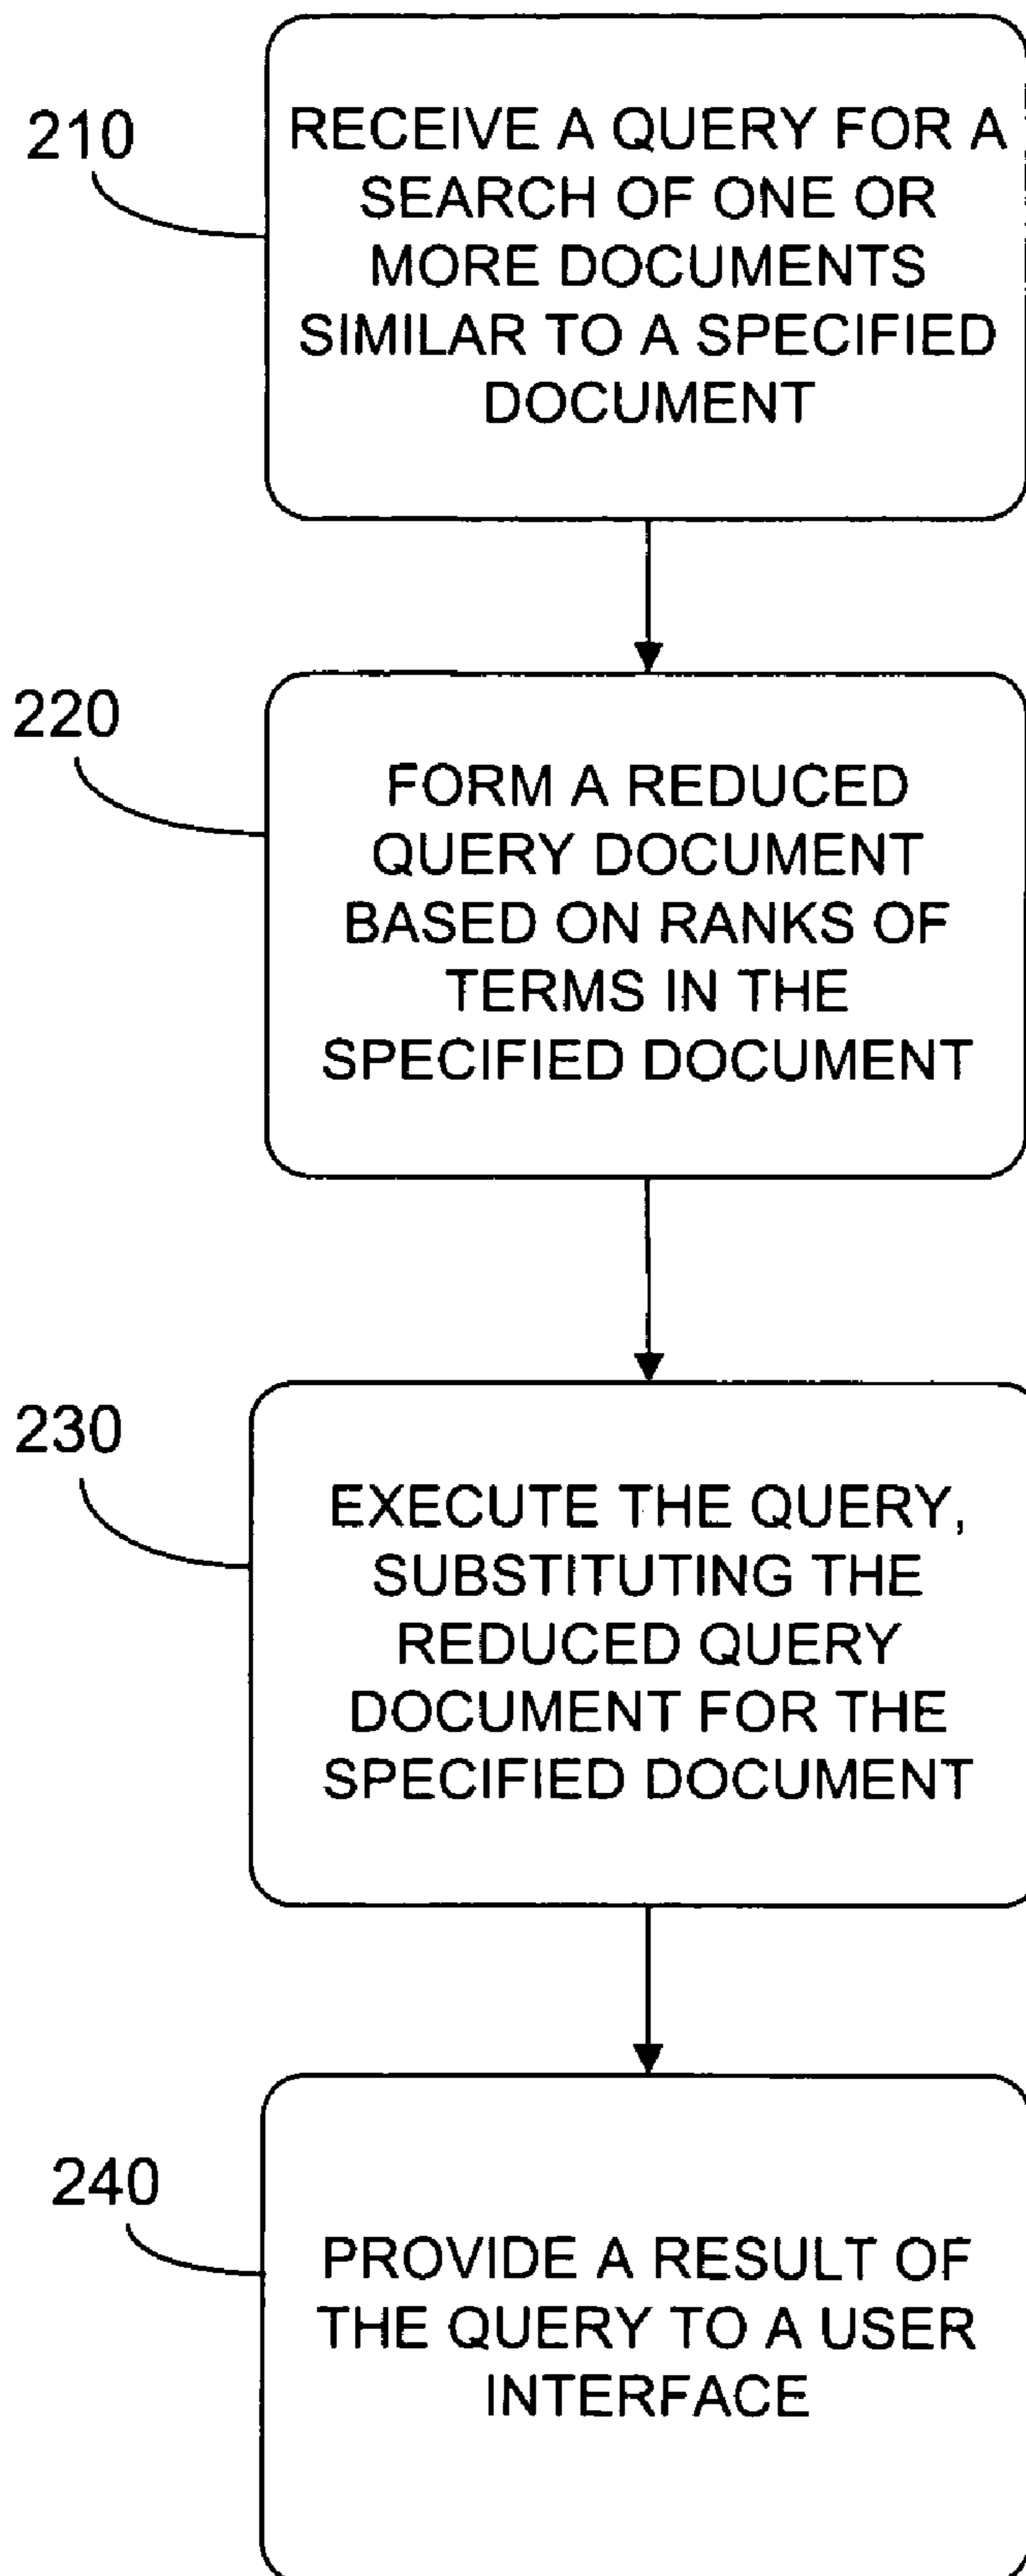 210
RECEIVE A QUERY FOR A
SEARCH OF ONE OR
MORE DOCUMENTS
SIMILAR TO A SPECIFIED
DOCUMENT
220
FORM A REDUCED
QUERY DOCUMENT
BASED ON RANKS OF
TERMS IN THE
SPECIFIED DOCUMENT
230
EXECUTE THE QUERY,
SUBSTITUTING THE
REDUCED QUERY
DOCUMENT FOR THE
SPECIFIED DOCUMENT
240
PROVIDE A RESULT OF
THE QUERY TO A USER
INTERFACE